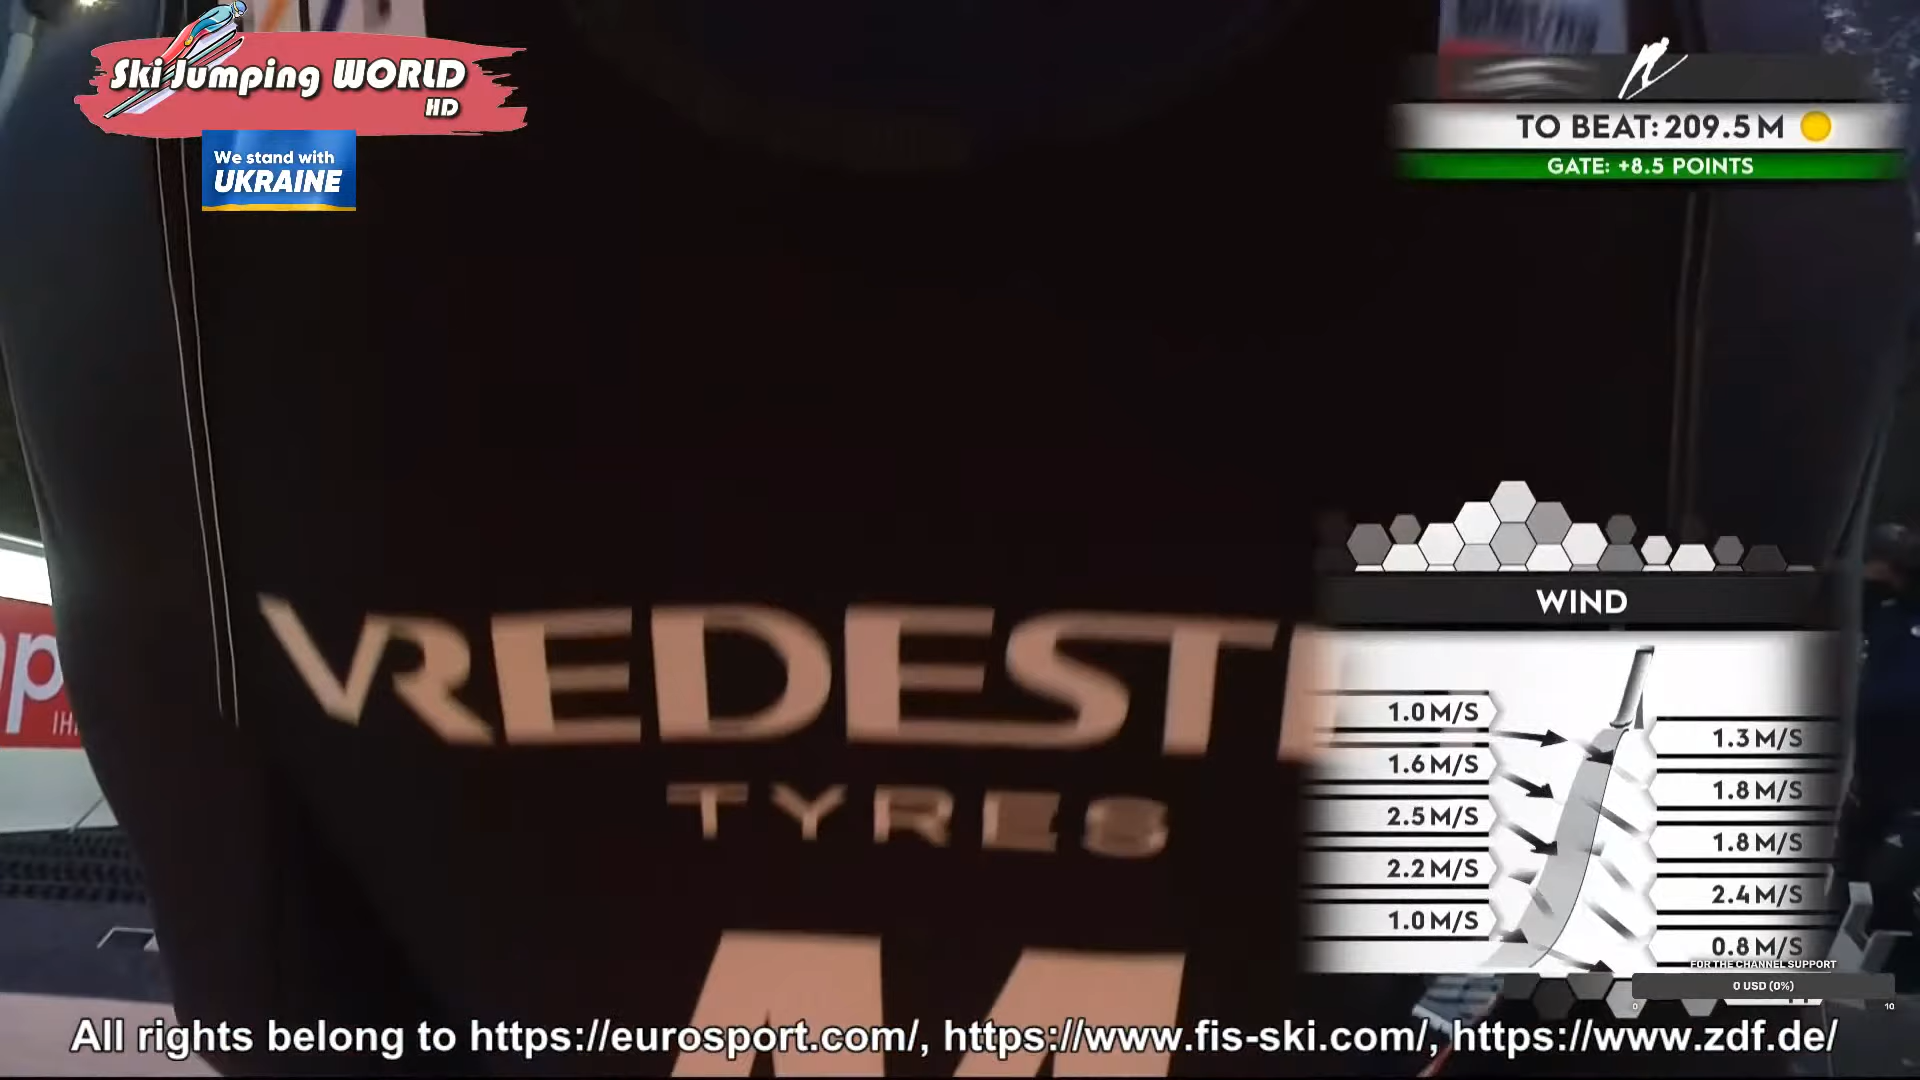 Ski Jumping WORLD
HD
We stand with
UKRAINE
TO BEAT: 209.5 M
GATE: +8.5 POINTS
VREDEST
TYRES
WIND
1.0 M/S
1.3 M/S
1.6 M/S
1.8 M/S
2.5 M/S
1.8 M/S
2.2 M/S
2.4 M/S
1.0 M/S
0.8 M/S
FOR THE CHANNEL SUPPORT
0 USD (0%)
0
10
All rights belong to https://eurosport.com/, https://www.fis-ski.com/, https://www.zdf.de/